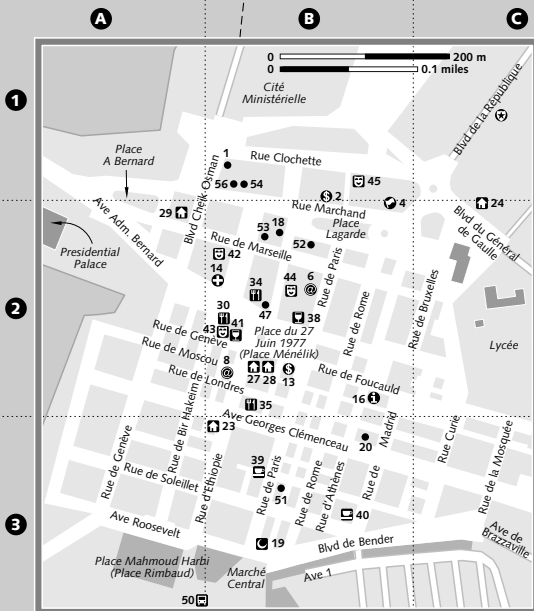 A
B
C
1
2
3
0
200 m
0
0.1 miles
Cité
Ministérielle
Blvd de la République
Place
A Bernard
1
Rue Clochette
56
54
45
2
4
24
29
Blvd Cheik Osman
Ave Adm. Bernard
Rue Marchand
Place
Lagarde
Blvd du Général
de Gaulle
18
53
52
Presidential
Palace
Rue de Marseille
42
14
34
44
6
@
Rue de Paris
Rue de Rome
Rue de Bruxelles
47
38
30
41
43
Rue de Genève
Place du 27
Juin 1977
(Place Ménélik)
Lycée
Rue de Moscou
8
@
Rue de Londres
27
28
13
Rue de Foucauld
16
35
Ave Georges Clémenceau
23
20
Rue de Bir Hakeim
Rue de Genève
Rue d'Ethiopie
39
Rue de Paris
51
Rue de Rome
Rue d'Athènes
Rue de
Madrid
Rue Curie
Rue de la Mosquée
Rue de Soleillet
40
Ave Roosevelt
19
Blvd de Bender
Ave de
Brazzaville
Place Mahmoud Harbi
(Place Rimbaud)
Marché
Central
Ave 1
50